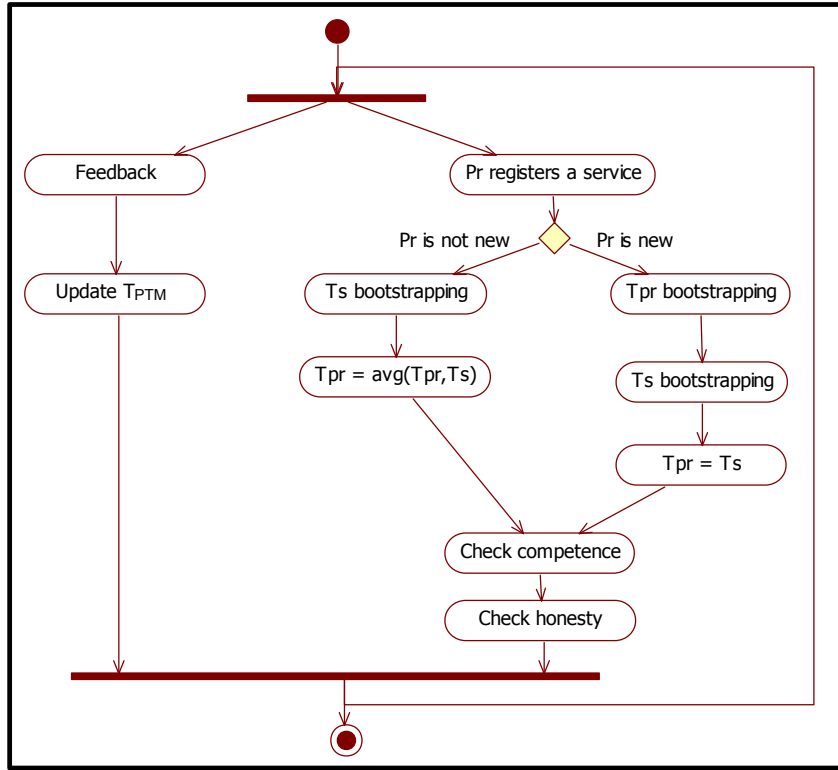 Feedback
Pr registers a service
Pr is not new
Pr is new
Update TPTM
Ts bootstrapping
Tpr bootstrapping
Tpr = avg(Tpr,Ts)
Ts bootstrapping
Tpr = Ts
Check competence
Check honesty